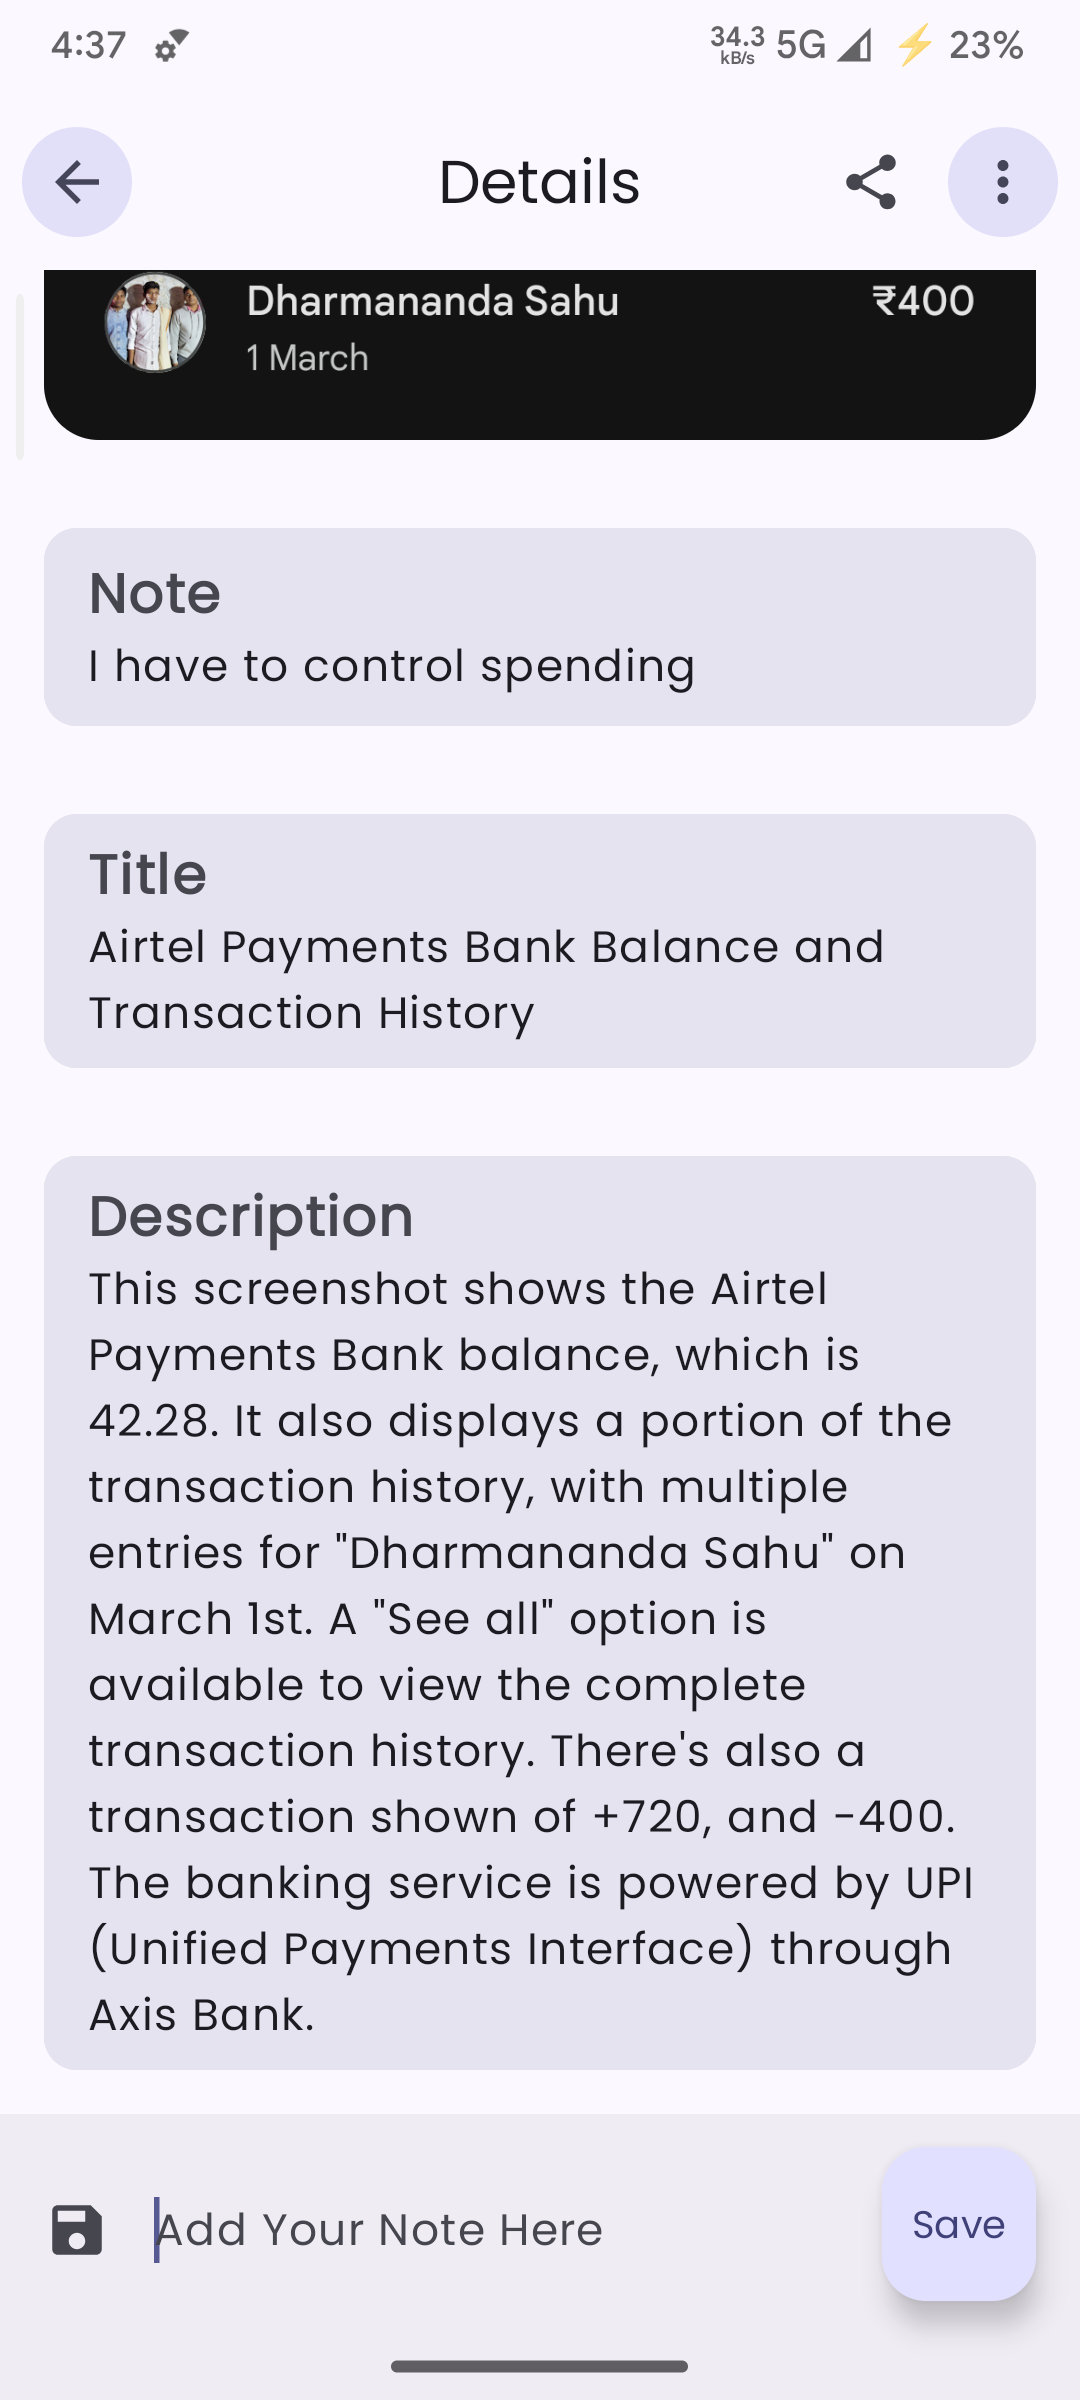 4:37
34.3 kB/s 5G 23%
Details
Dharmananda Sahu ₹400
1 March
Note
I have to control spending
Title
Airtel Payments Bank Balance and
Transaction History
Description
This screenshot shows the Airtel
Payments Bank balance, which is
42.28. It also displays a portion of the
transaction history, with multiple
entries for "Dharmananda Sahu" on
March 1st. A "See all" option is
available to view the complete
transaction history. There's also a
transaction shown of +720, and -400.
The banking service is powered by UPI
(Unified Payments Interface) through
Axis Bank.
Add Your Note Here
Save